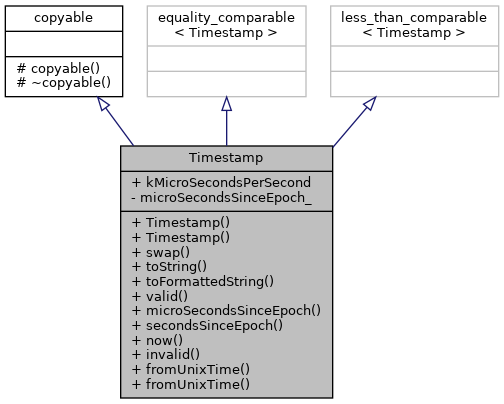 copyable
# copyable()
# ~copyable()
equality_comparable
< Timestamp >
less_than_comparable
< Timestamp >
Timestamp
+ kMicroSecondsPerSecond
- microSecondsSinceEpoch_
+ Timestamp()
+ Timestamp()
+ swap()
+ toString()
+ toFormattedString()
+ valid()
+ microSecondsSinceEpoch()
+ secondsSinceEpoch()
+ now()
+ invalid()
+ fromUnixTime()
+ fromUnixTime()